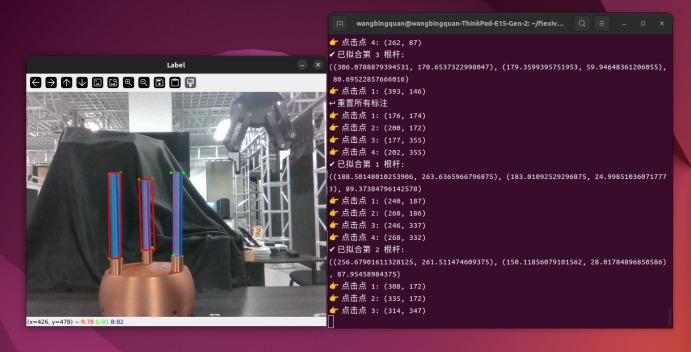 wangbingquan@wangbingquan-ThinkPad-E15-Gen-2: ~/flexiv...
Label
(x=426, y=478) ~ R:78 G:81 B:82
👉 点击点 4: (262, 87)
✔ 已拟合第 3 根杆:
((306.0788879394531, 170.6537322998047), (179.3599395751953, 59.94648361206055),
80.69522857666016)
👉 点击点 1: (393, 146)
↩ 重置所有标注
👉 点击点 1: (176, 174)
👉 点击点 2: (200, 172)
👉 点击点 3: (177, 355)
👉 点击点 4: (202, 355)
✔ 已拟合第 1 根杆:
((188.50148010253906, 263.6365966796875), (183.01092529296875, 24.99851036071777
3), 89.37384796142578)
👉 点击点 1: (240, 187)
👉 点击点 2: (268, 186)
👉 点击点 3: (246, 337)
👉 点击点 4: (268, 332)
✔ 已拟合第 2 根杆:
((256.67901611328125, 261.511474609375), (150.11856079101562, 28.01784896850586)
, 87.95458984375)
👉 点击点 1: (308, 172)
👉 点击点 2: (335, 172)
👉 点击点 3: (314, 347)